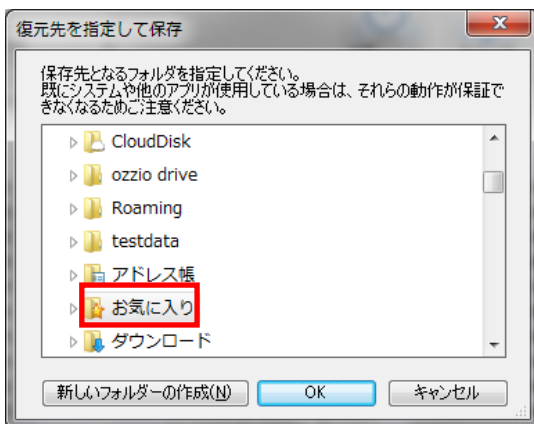 復元先を指定して保存
保存先となるフォルダを指定してください。
既にシステムや他のアプリが使用している場合は、それらの動作が保証で
きなくなるためご注意ください。
CloudDisk
ozzio drive
Roaming
testdata
アドレス帳
お気に入り
ダウンロード
新しいフォルダーの作成(N) OK キャンセル